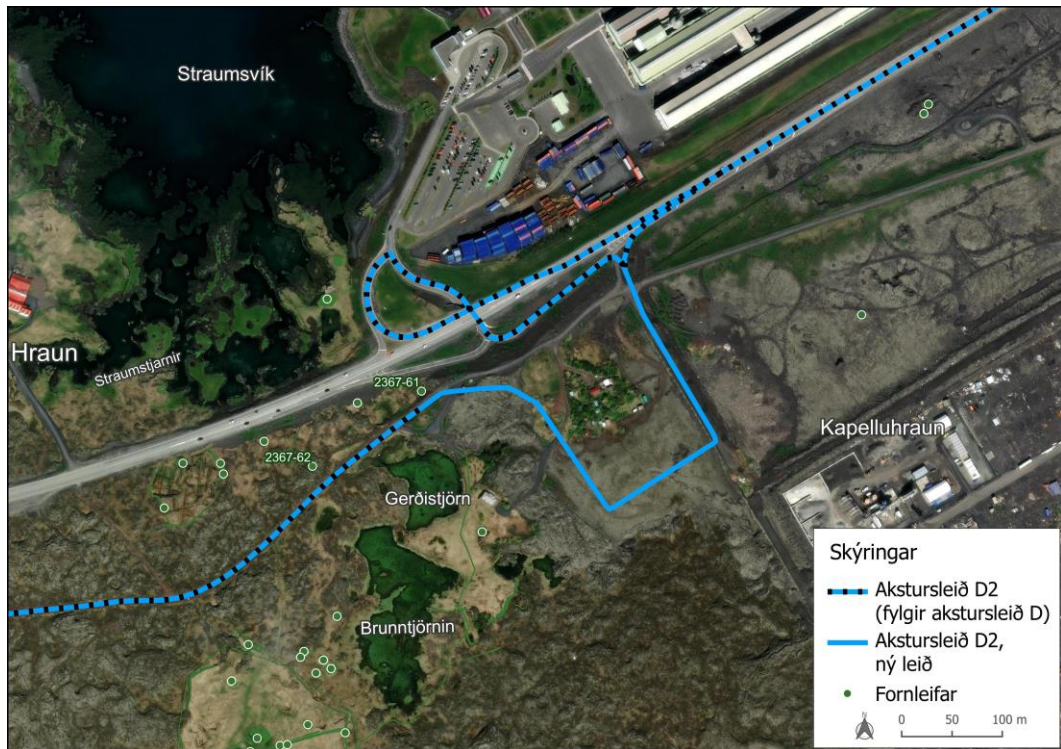 Straumsvík
Hraun
Straumstjarnir
2367-61
2367-62
Kapelluhraun
Gerðistjörn
Brunntjörnin
Skýringar
Akstursleið D2
(fylgir akstursleið D)
Akstursleið D2,
ný leið
Fornleifar
N
0 50 100 m